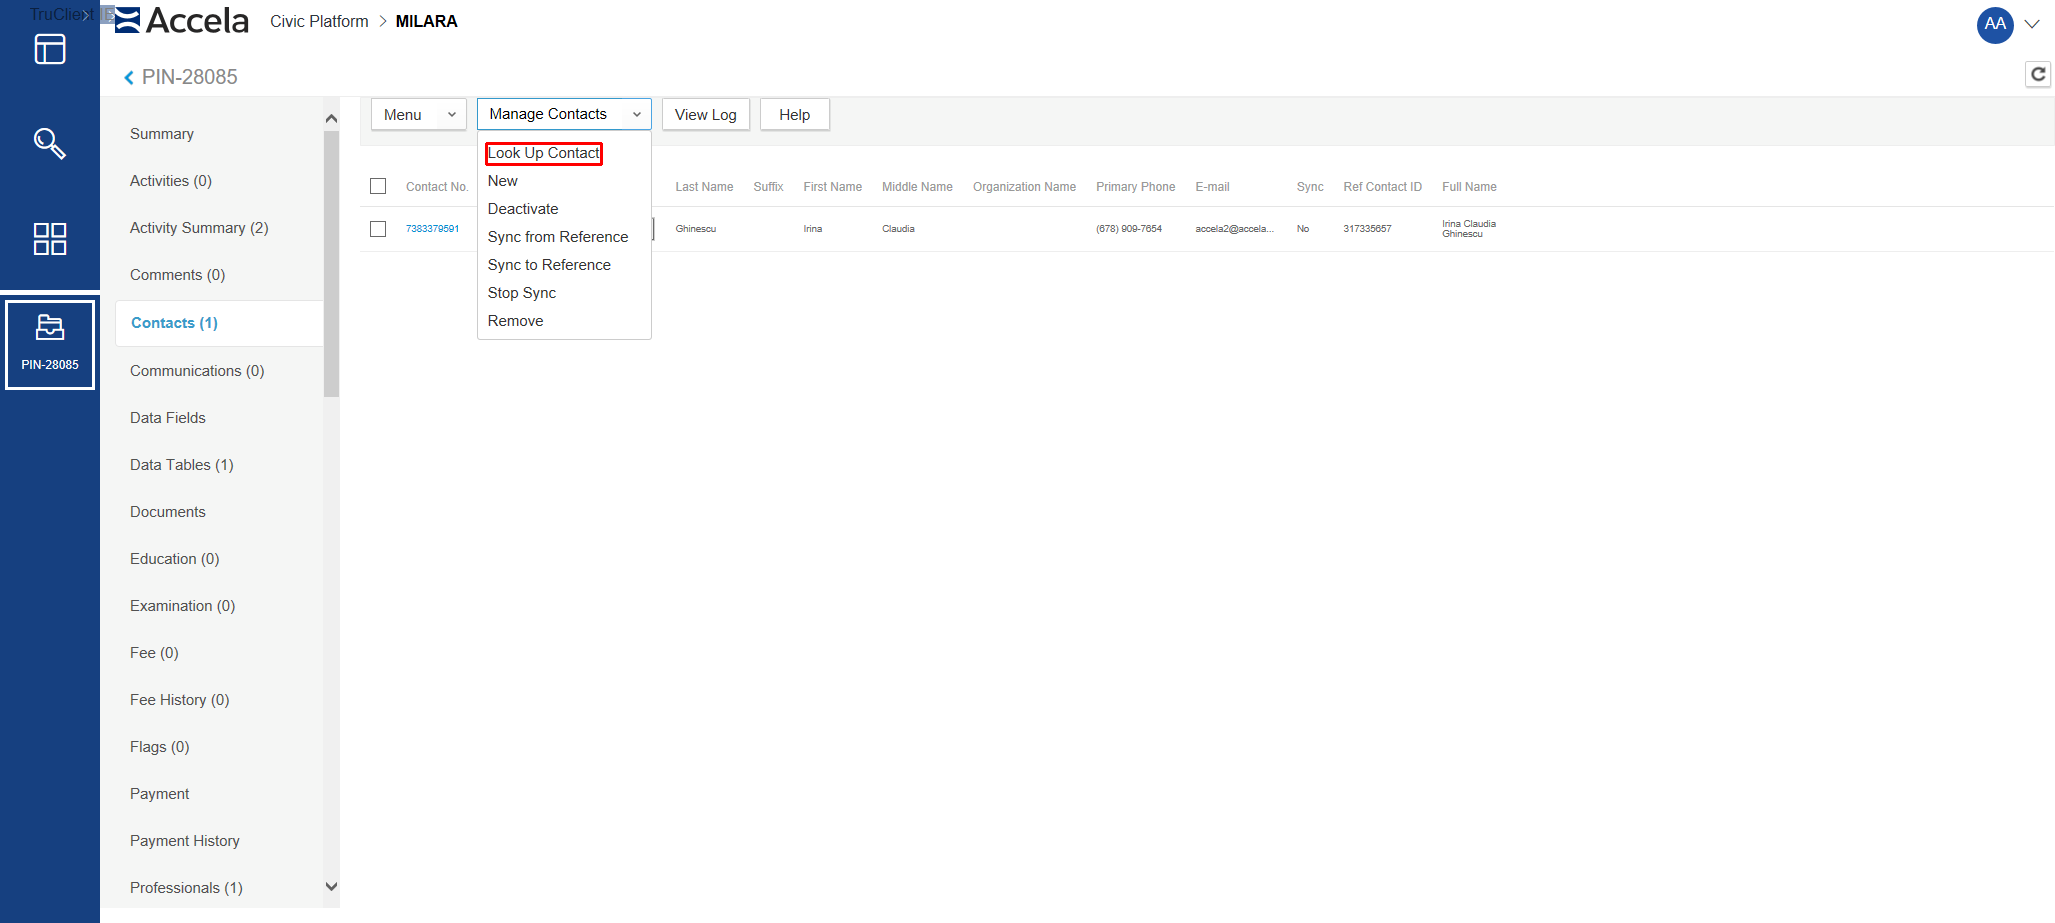 TruClient IE
Accela
Civic Platform > MILARA
AA
PIN-28085
PIN-28085
Summary
Activities (0)
Activity Summary (2)
Comments (0)
Contacts (1)
Communications (0)
Data Fields
Data Tables (1)
Documents
Education (0)
Examination (0)
Fee (0)
Fee History (0)
Flags (0)
Payment
Payment History
Professionals (1)
Menu Manage Contacts View Log Help
Look Up Contact
New
Deactivate
Sync from Reference
Sync to Reference
Stop Sync
Remove
Contact No. Last Name Suffix First Name Middle Name Organization Name Primary Phone E-mail Sync Ref Contact ID Full Name
7383379591 Ghinescu Irina Claudia (678) 909-7654 accela2@accela... No 317335657 Irina Claudia
Ghinescu